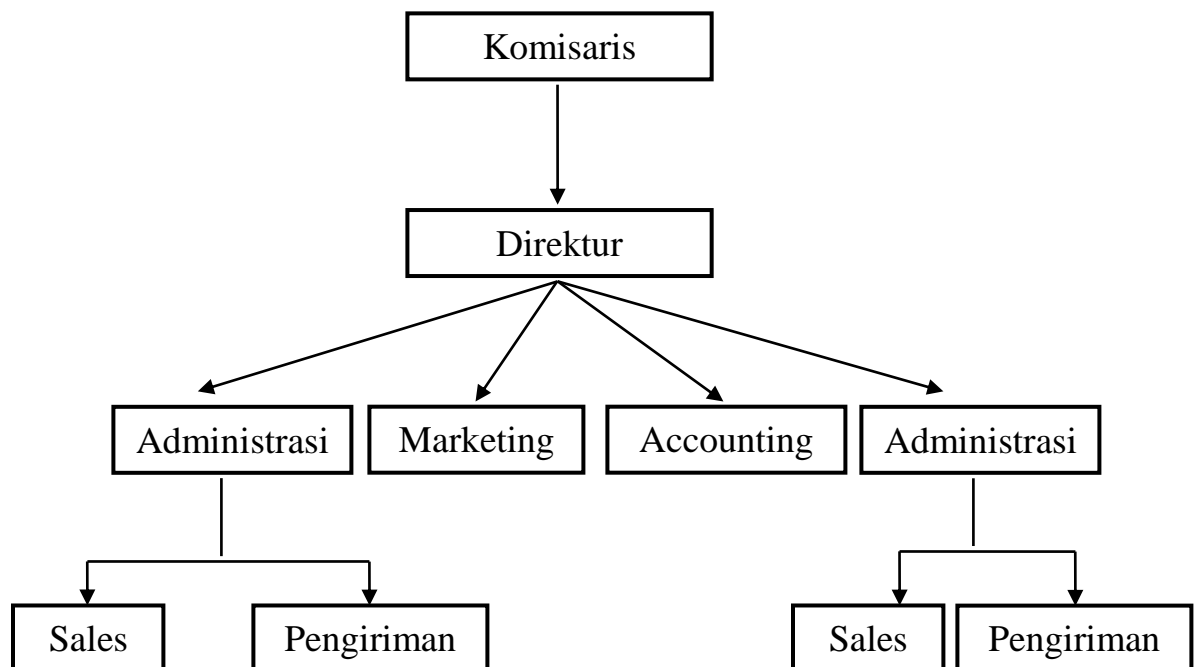 Komisaris
Direktur
Administrasi
Marketing
Accounting
Administrasi
Sales
Pengiriman
Sales
Pengiriman